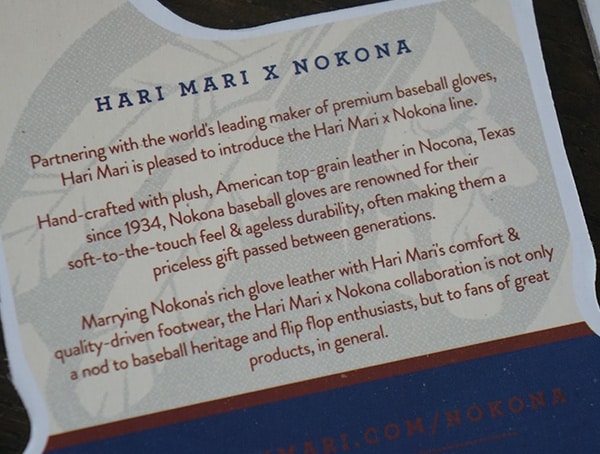 HARI MARI X NOKONA
Partnering with the world's leading maker of premium baseball gloves,
Hari Mari is pleased to introduce the Hari Mari x Nokona line.
Hand-crafted with plush, American top-grain leather in Nocona, Texas
since 1934, Nokona baseball gloves are renowned for their
soft-to-the-touch feel & ageless durability, often making them a
priceless gift passed between generations.
Marrying Nokona's rich glove leather with Hari Mari's comfort &
quality-driven footwear, the Hari Mari x Nokona collaboration is not only
a nod to baseball heritage and flip flop enthusiasts, but to fans of great
products, in general.
MARI.COM/NOKONA